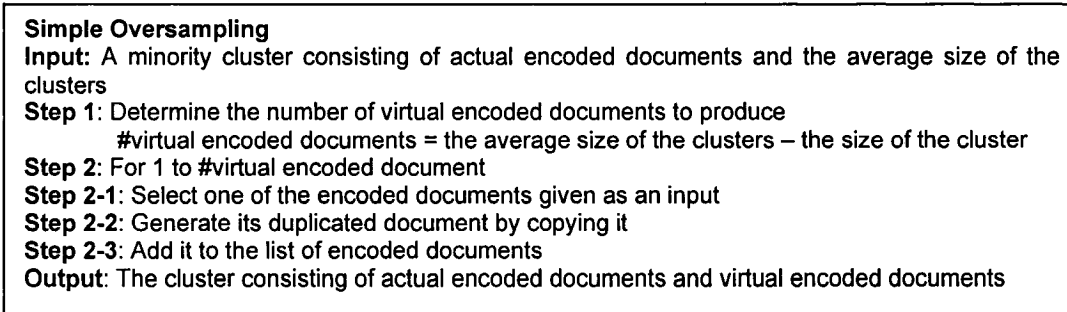 Simple Oversampling
Input: A minority cluster consisting of actual encoded documents and the average size of the
clusters
Step 1: Determine the number of virtual encoded documents to produce
#virtual encoded documents = the average size of the clusters – the size of the cluster
Step 2: For 1 to #virtual encoded document
Step 2-1: Select one of the encoded documents given as an input
Step 2-2: Generate its duplicated document by copying it
Step 2-3: Add it to the list of encoded documents
Output: The cluster consisting of actual encoded documents and virtual encoded documents